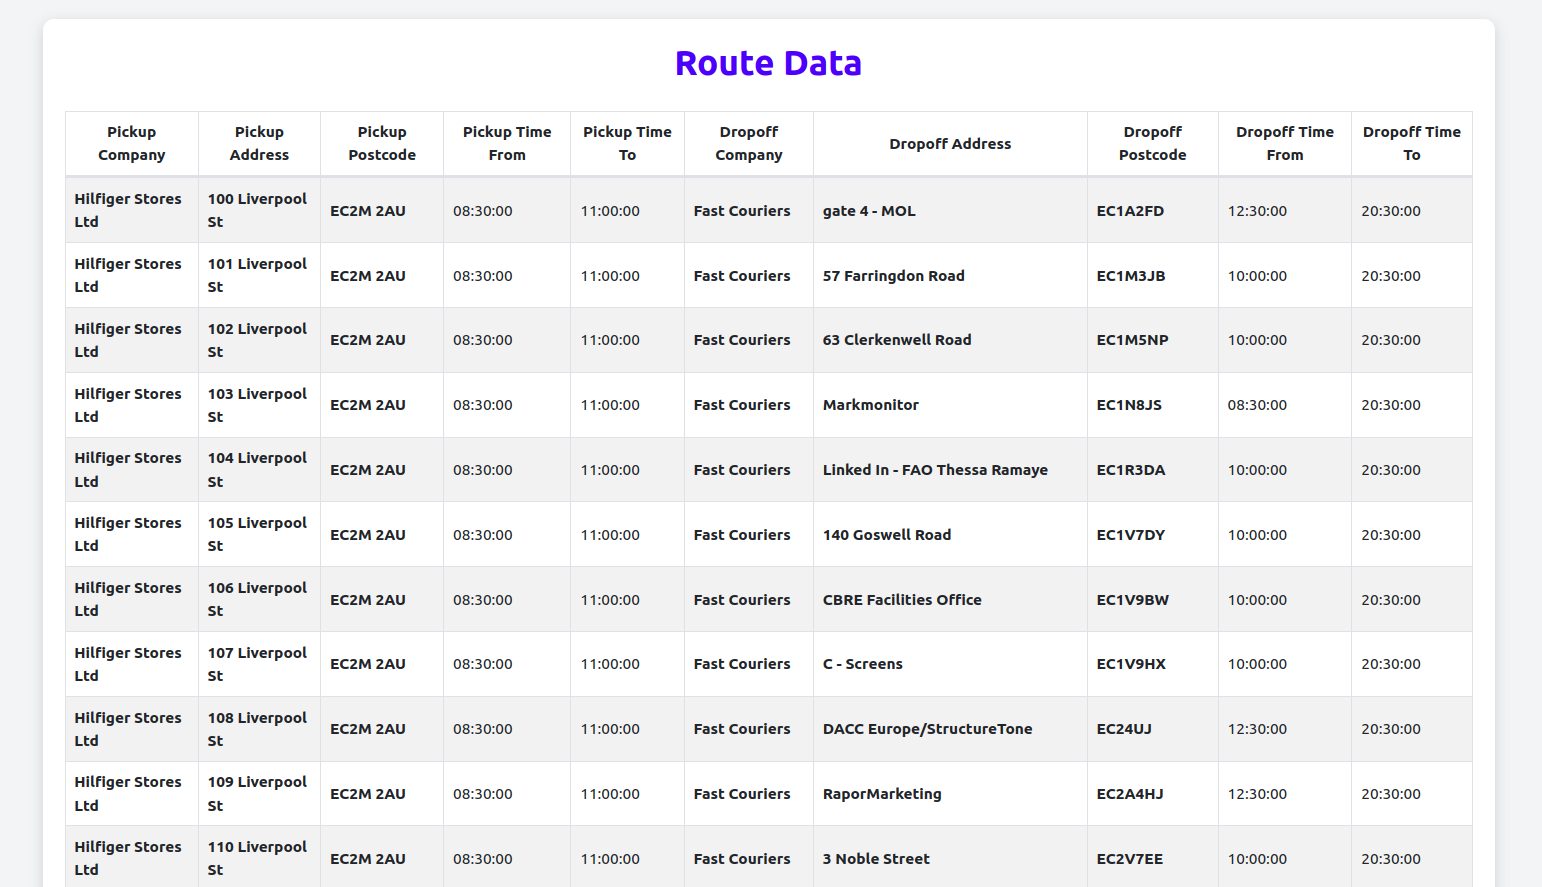 Route Data
Pickup Company Pickup Address Pickup Postcode Pickup Time From Pickup Time To Dropoff Company Dropoff Address Dropoff Postcode Dropoff Time From Dropoff Time To
Hilfiger Stores Ltd 100 Liverpool St EC2M 2AU 08:30:00 11:00:00 Fast Couriers gate 4 - MOL EC1A2FD 12:30:00 20:30:00
Hilfiger Stores Ltd 101 Liverpool St EC2M 2AU 08:30:00 11:00:00 Fast Couriers 57 Farringdon Road EC1M3JB 10:00:00 20:30:00
Hilfiger Stores Ltd 102 Liverpool St EC2M 2AU 08:30:00 11:00:00 Fast Couriers 63 Clerkenwell Road EC1M5NP 10:00:00 20:30:00
Hilfiger Stores Ltd 103 Liverpool St EC2M 2AU 08:30:00 11:00:00 Fast Couriers Markmonitor EC1N8JS 08:30:00 20:30:00
Hilfiger Stores Ltd 104 Liverpool St EC2M 2AU 08:30:00 11:00:00 Fast Couriers Linked In - FAO Thessa Ramaye EC1R3DA 10:00:00 20:30:00
Hilfiger Stores Ltd 105 Liverpool St EC2M 2AU 08:30:00 11:00:00 Fast Couriers 140 Goswell Road EC1V7DY 10:00:00 20:30:00
Hilfiger Stores Ltd 106 Liverpool St EC2M 2AU 08:30:00 11:00:00 Fast Couriers CBRE Facilities Office EC1V9BW 10:00:00 20:30:00
Hilfiger Stores Ltd 107 Liverpool St EC2M 2AU 08:30:00 11:00:00 Fast Couriers C - Screens EC1V9HX 10:00:00 20:30:00
Hilfiger Stores Ltd 108 Liverpool St EC2M 2AU 08:30:00 11:00:00 Fast Couriers DACC Europe/StructureTone EC24UJ 12:30:00 20:30:00
Hilfiger Stores Ltd 109 Liverpool St EC2M 2AU 08:30:00 11:00:00 Fast Couriers RaporMarketing EC2A4HJ 12:30:00 20:30:00
Hilfiger Stores Ltd 110 Liverpool St EC2M 2AU 08:30:00 11:00:00 Fast Couriers 3 Noble Street EC2V7EE 10:00:00 20:30:00